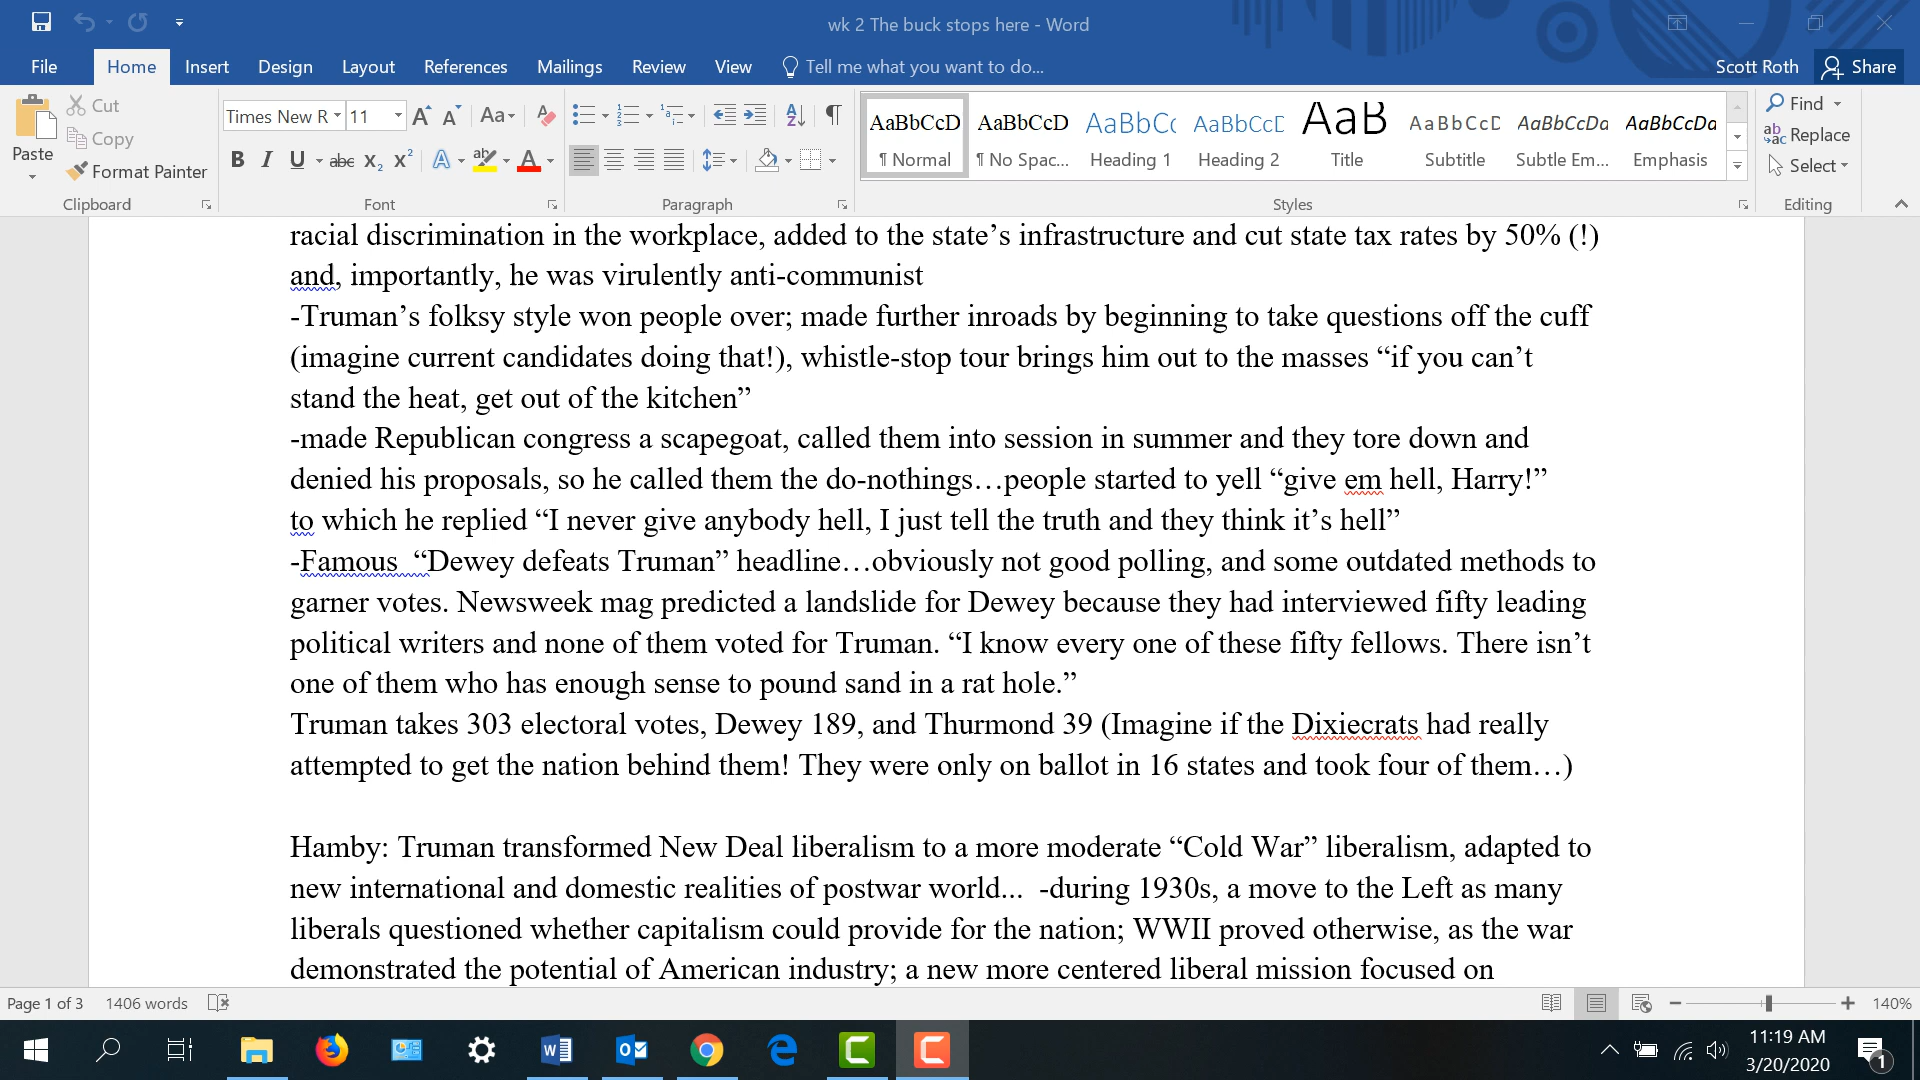 wk 2 The buck stops here - Word
File Home Insert Design Layout References Mailings Review View Tell me what you want to do... Scott Roth Share
Paste Cut Copy Format Painter
Times New R 11
AaBbCcD AaBbCcD AaBbCc AaBbCcD AaB AaBbCcD AaBbCcDd AaBbCcDd
¶ Normal ¶ No Spac... Heading 1 Heading 2 Title Subtitle Subtle Em... Emphasis
Find Replace Select
Clipboard Font Paragraph Styles Editing
racial discrimination in the workplace, added to the state’s infrastructure and cut state tax rates by 50% (!)
and, importantly, he was virulently anti-communist
-Truman’s folksy style won people over; made further inroads by beginning to take questions off the cuff
(imagine current candidates doing that!), whistle-stop tour brings him out to the masses “if you can’t
stand the heat, get out of the kitchen”
-made Republican congress a scapegoat, called them into session in summer and they tore down and
denied his proposals, so he called them the do-nothings…people started to yell “give em hell, Harry!”
to which he replied “I never give anybody hell, I just tell the truth and they think it’s hell”
-Famous “Dewey defeats Truman” headline…obviously not good polling, and some outdated methods to
garner votes. Newsweek mag predicted a landslide for Dewey because they had interviewed fifty leading
political writers and none of them voted for Truman. “I know every one of these fifty fellows. There isn’t
one of them who has enough sense to pound sand in a rat hole.”
Truman takes 303 electoral votes, Dewey 189, and Thurmond 39 (Imagine if the Dixiecrats had really
attempted to get the nation behind them! They were only on ballot in 16 states and took four of them…)
Hamby: Truman transformed New Deal liberalism to a more moderate “Cold War” liberalism, adapted to
new international and domestic realities of postwar world... -during 1930s, a move to the Left as many
liberals questioned whether capitalism could provide for the nation; WWII proved otherwise, as the war
demonstrated the potential of American industry; a new more centered liberal mission focused on
Page 1 of 3 1406 words 140%
11:19 AM
3/20/2020
1